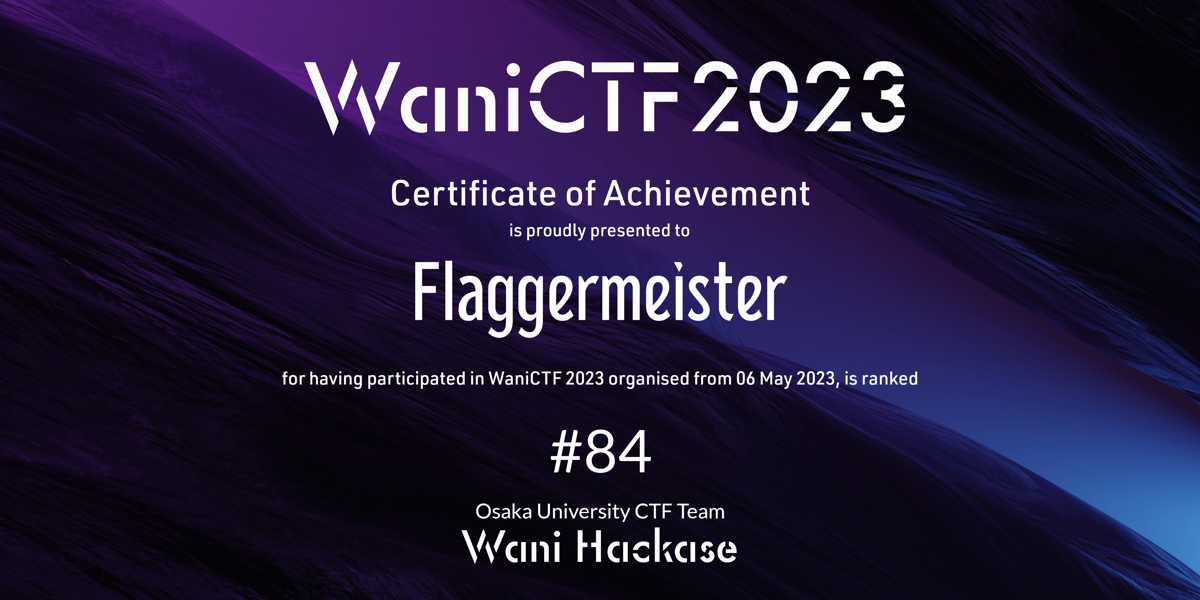 WaniCTF2023
Certificate of Achievement
is proudly presented to
Flaggermeister
for having participated in WaniCTF 2023 organised from 06 May 2023, is ranked
#84
Osaka University CTF Team
Wani Hackase